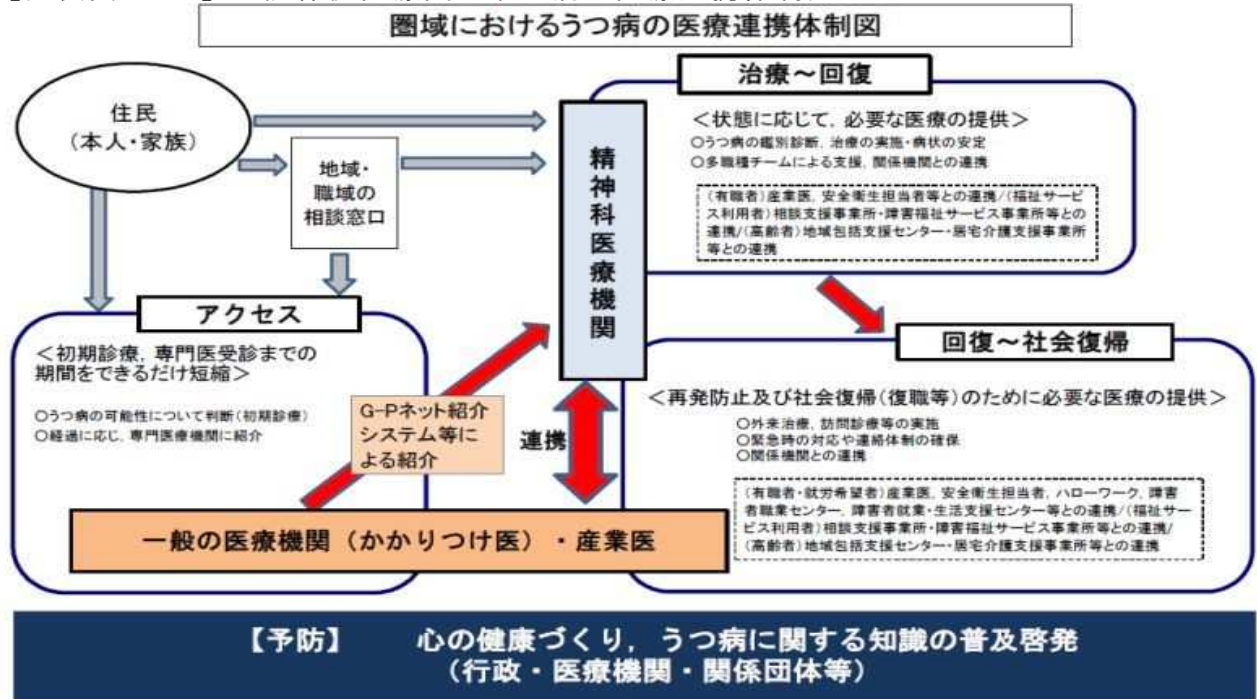 圏域におけるうつ病の医療連携体制図
住民
（本人・家族）
地域・
職域の
相談窓口
精神科医療機関
治療～回復
＜状態に応じて、必要な医療の提供＞
○うつ病の鑑別診断、治療の実施・病状の安定
○多職種チームによる支援、関係機関との連携
（有職者）産業医、安全衛生担当者等との連携/（福祉サービ
ス利用者）相談支援事業所・障害福祉サービス事業所等との
連携/（高齢者）地域包括支援センター・居宅介護支援事業所
等との連携
アクセス
＜初期診療、専門医受診までの
期間をできるだけ短縮＞
○うつ病の可能性について判断（初期診療）
○経過に応じ、専門医療機関に紹介
G-Pネット紹介
システム等に
よる紹介
連携
回復～社会復帰
＜再発防止及び社会復帰（復職等）のために必要な医療の提供＞
○外来治療、訪問診療等の実施
○緊急時の対応や連絡体制の確保
○関係機関との連携
（有職者・就労希望者）産業医、安全衛生担当者、ハローワーク、障害
者職業センター、障害者就業・生活支援センター等との連携/（福祉サー
ビス利用者）相談支援事業所・障害福祉サービス事業所等との連携/
（高齢者）地域包括支援センター・居宅介護支援事業所等との連携
一般の医療機関（かかりつけ医）・産業医
【予防】　心の健康づくり，うつ病に関する知識の普及啓発
（行政・医療機関・関係団体等）